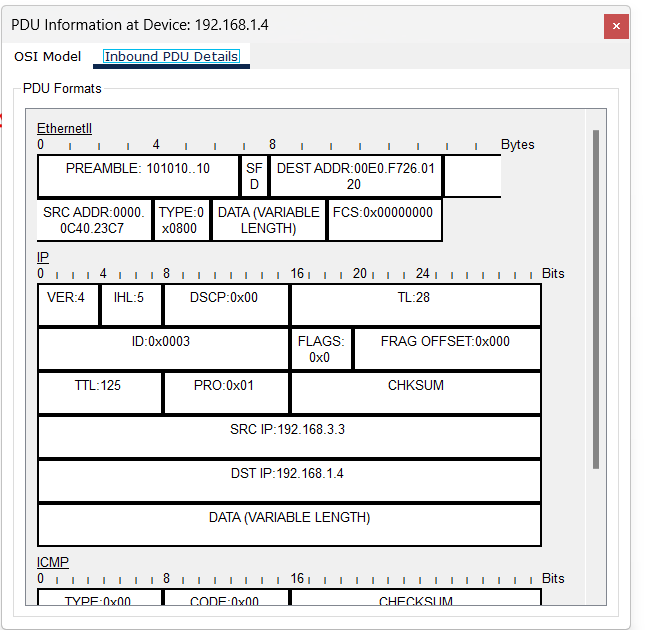 PDU Information at Device: 192.168.1.4
×
OSI Model Inbound PDU Details
PDU Formats
EthernetII
0 4 8 Bytes
PREAMBLE: 101010..10 SF DEST ADDR:00E0.F726.01
D 20
SRC ADDR:0000. TYPE:0 DATA (VARIABLE FCS:0x00000000
0C40.23C7 x0800 LENGTH)
IP
0 4 8 16 20 24 Bits
VER:4 IHL:5 DSCP:0x00 TL:28
ID:0x0003 FLAGS: FRAG OFFSET:0x000
0x0
TTL:125 PRO:0x01 CHKSUM
SRC IP:192.168.3.3
DST IP:192.168.1.4
DATA (VARIABLE LENGTH)
ICMP
0 8 16 Bits
TYPE:0x00 CODE:0x00 CHECKSUM